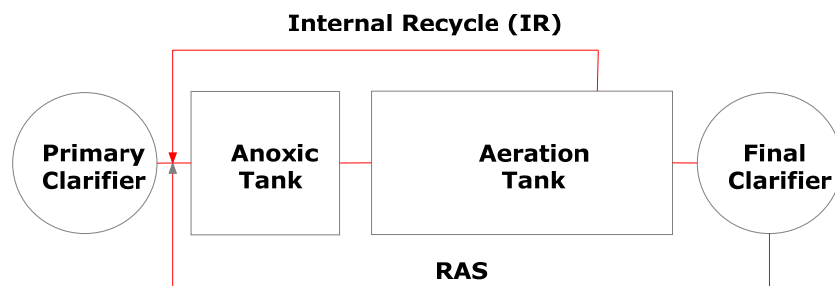 Internal Recycle (IR)
Primary
Clarifier
Anoxic
Tank
Aeration
Tank
Final
Clarifier
RAS